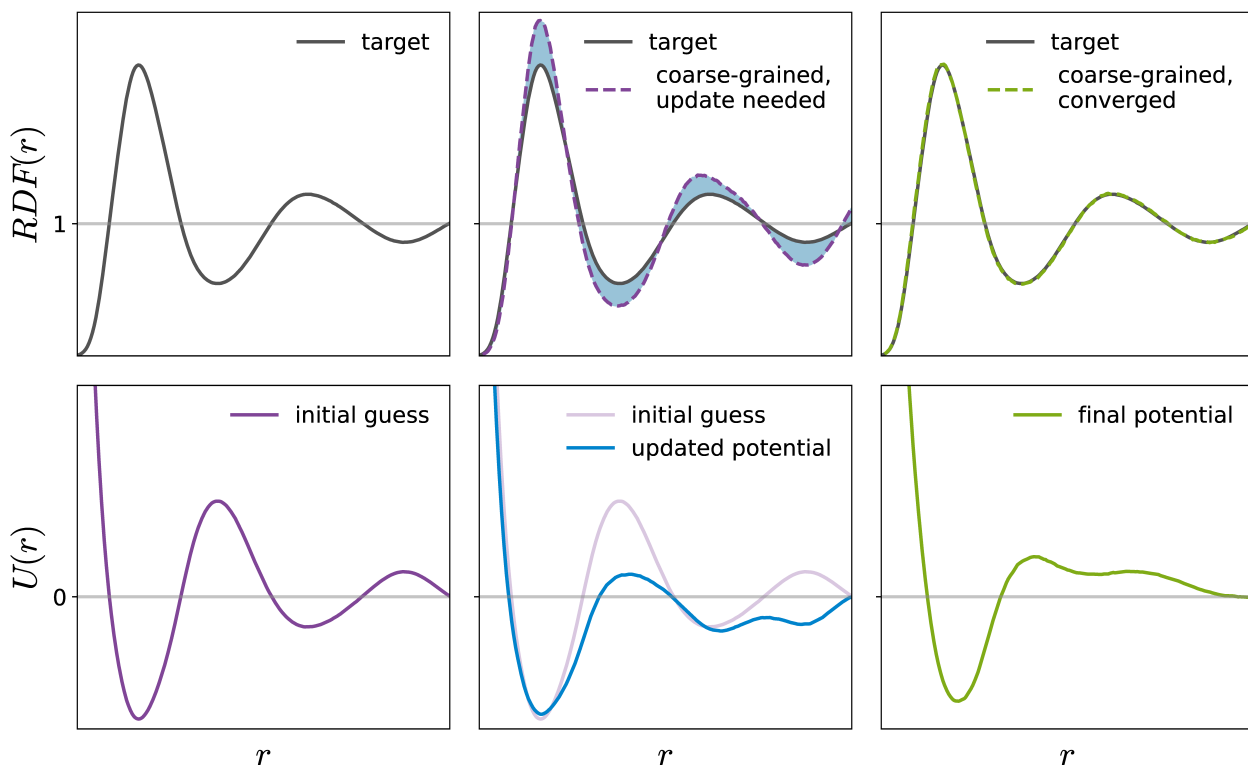 RDF(r)
1
target
target
coarse-grained,
update needed
target
coarse-grained,
converged
U(r)
0
initial guess
initial guess
updated potential
final potential
r
r
r